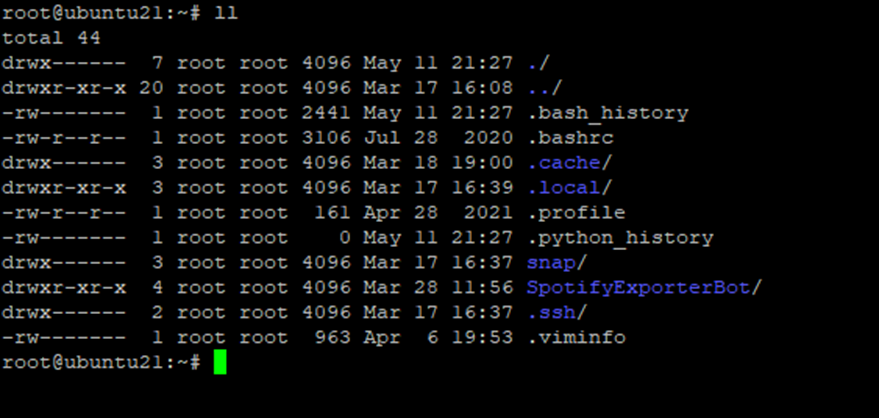 root@ubuntu21:~# ll
total 44
drwx------  7 root root 4096 May 11 21:27 ./
drwxr-xr-x 20 root root 4096 Mar 17 16:08 ../
-rw-------  1 root root 2441 May 11 21:27 .bash_history
-rw-r--r--  1 root root 3106 Jul 28  2020 .bashrc
drwx------  3 root root 4096 Mar 18 19:00 .cache/
drwxr-xr-x  3 root root 4096 Mar 17 16:39 .local/
-rw-r--r--  1 root root  161 Apr 28  2021 .profile
-rw-------  1 root root    0 May 11 21:27 .python_history
drwx------  3 root root 4096 Mar 17 16:37 snap/
drwxr-xr-x  4 root root 4096 Mar 28 11:56 SpotifyExporterBot/
drwx------  2 root root 4096 Mar 17 16:37 .ssh/
-rw-------  1 root root  963 Apr  6 19:53 .viminfo
root@ubuntu21:~#